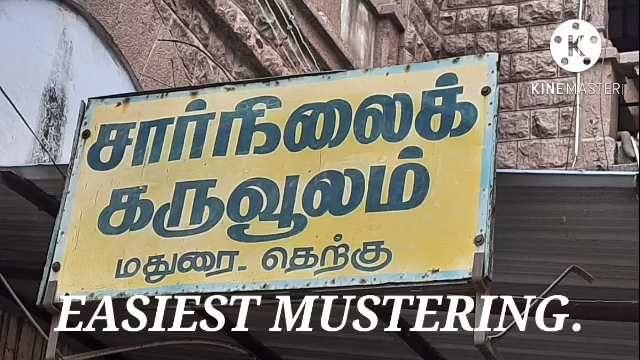 KINEMASTER
சார்நிலைக்
கருவூலம்
மதுரை- தெற்கு
EASIEST MUSTERING.